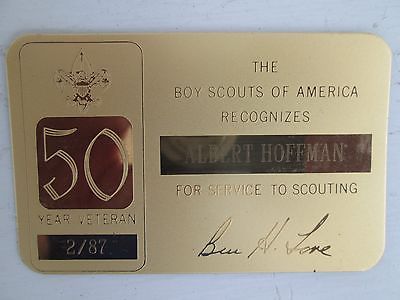 THE
BOY SCOUTS OF AMERICA
RECOGNIZES
ALBERT HOFFMAN
FOR SERVICE TO SCOUTING
Ben H. Love
50
YEAR VETERAN
2/87